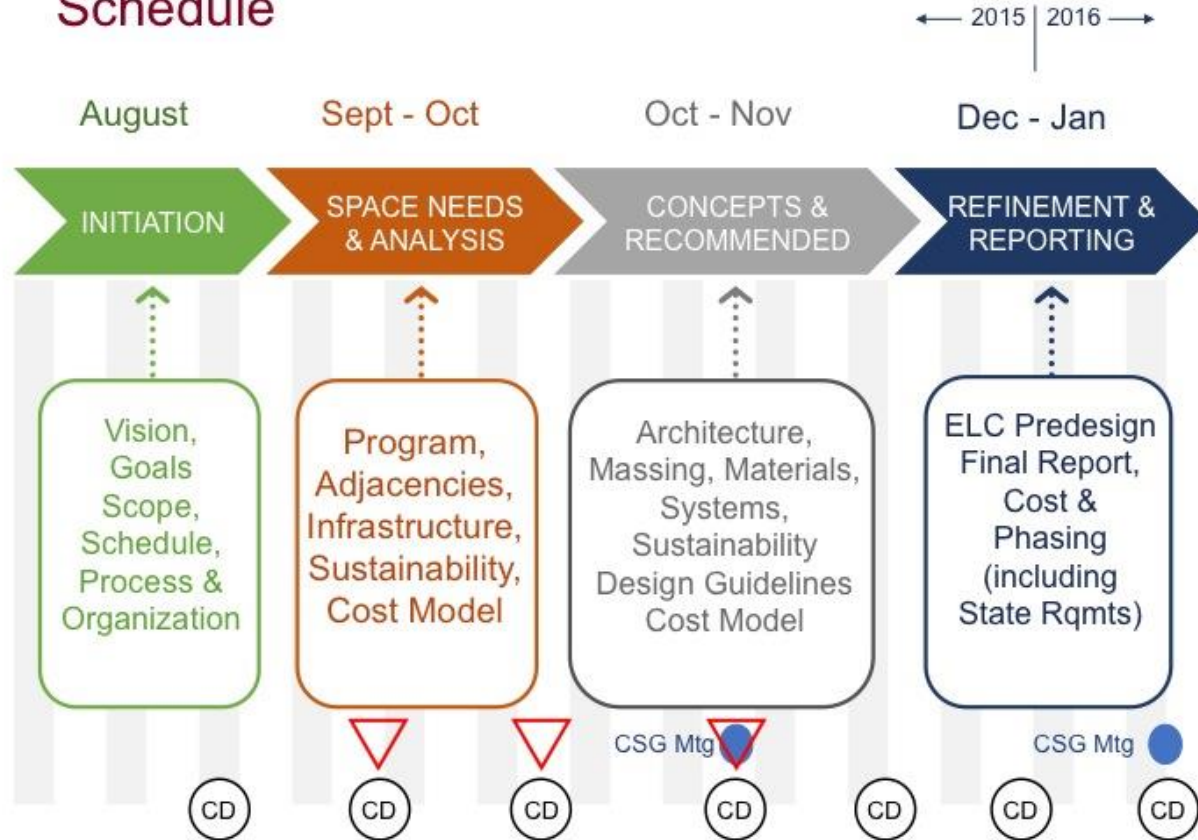 Schedule
2015 2016
August
Sept - Oct
Oct - Nov
Dec - Jan
INITIATION
SPACE NEEDS
& ANALYSIS
CONCEPTS &
RECOMMENDED
REFINEMENT &
REPORTING
Vision,
Goals
Scope,
Schedule,
Process &
Organization
Program,
Adjacencies,
Infrastructure,
Sustainability,
Cost Model
Architecture,
Massing, Materials,
Systems,
Sustainability
Design Guidelines
Cost Model
ELC Predesign
Final Report,
Cost &
Phasing
(including
State Rqmts)
CSG Mtg
CSG Mtg
CD
CD
CD
CD
CD
CD
CD